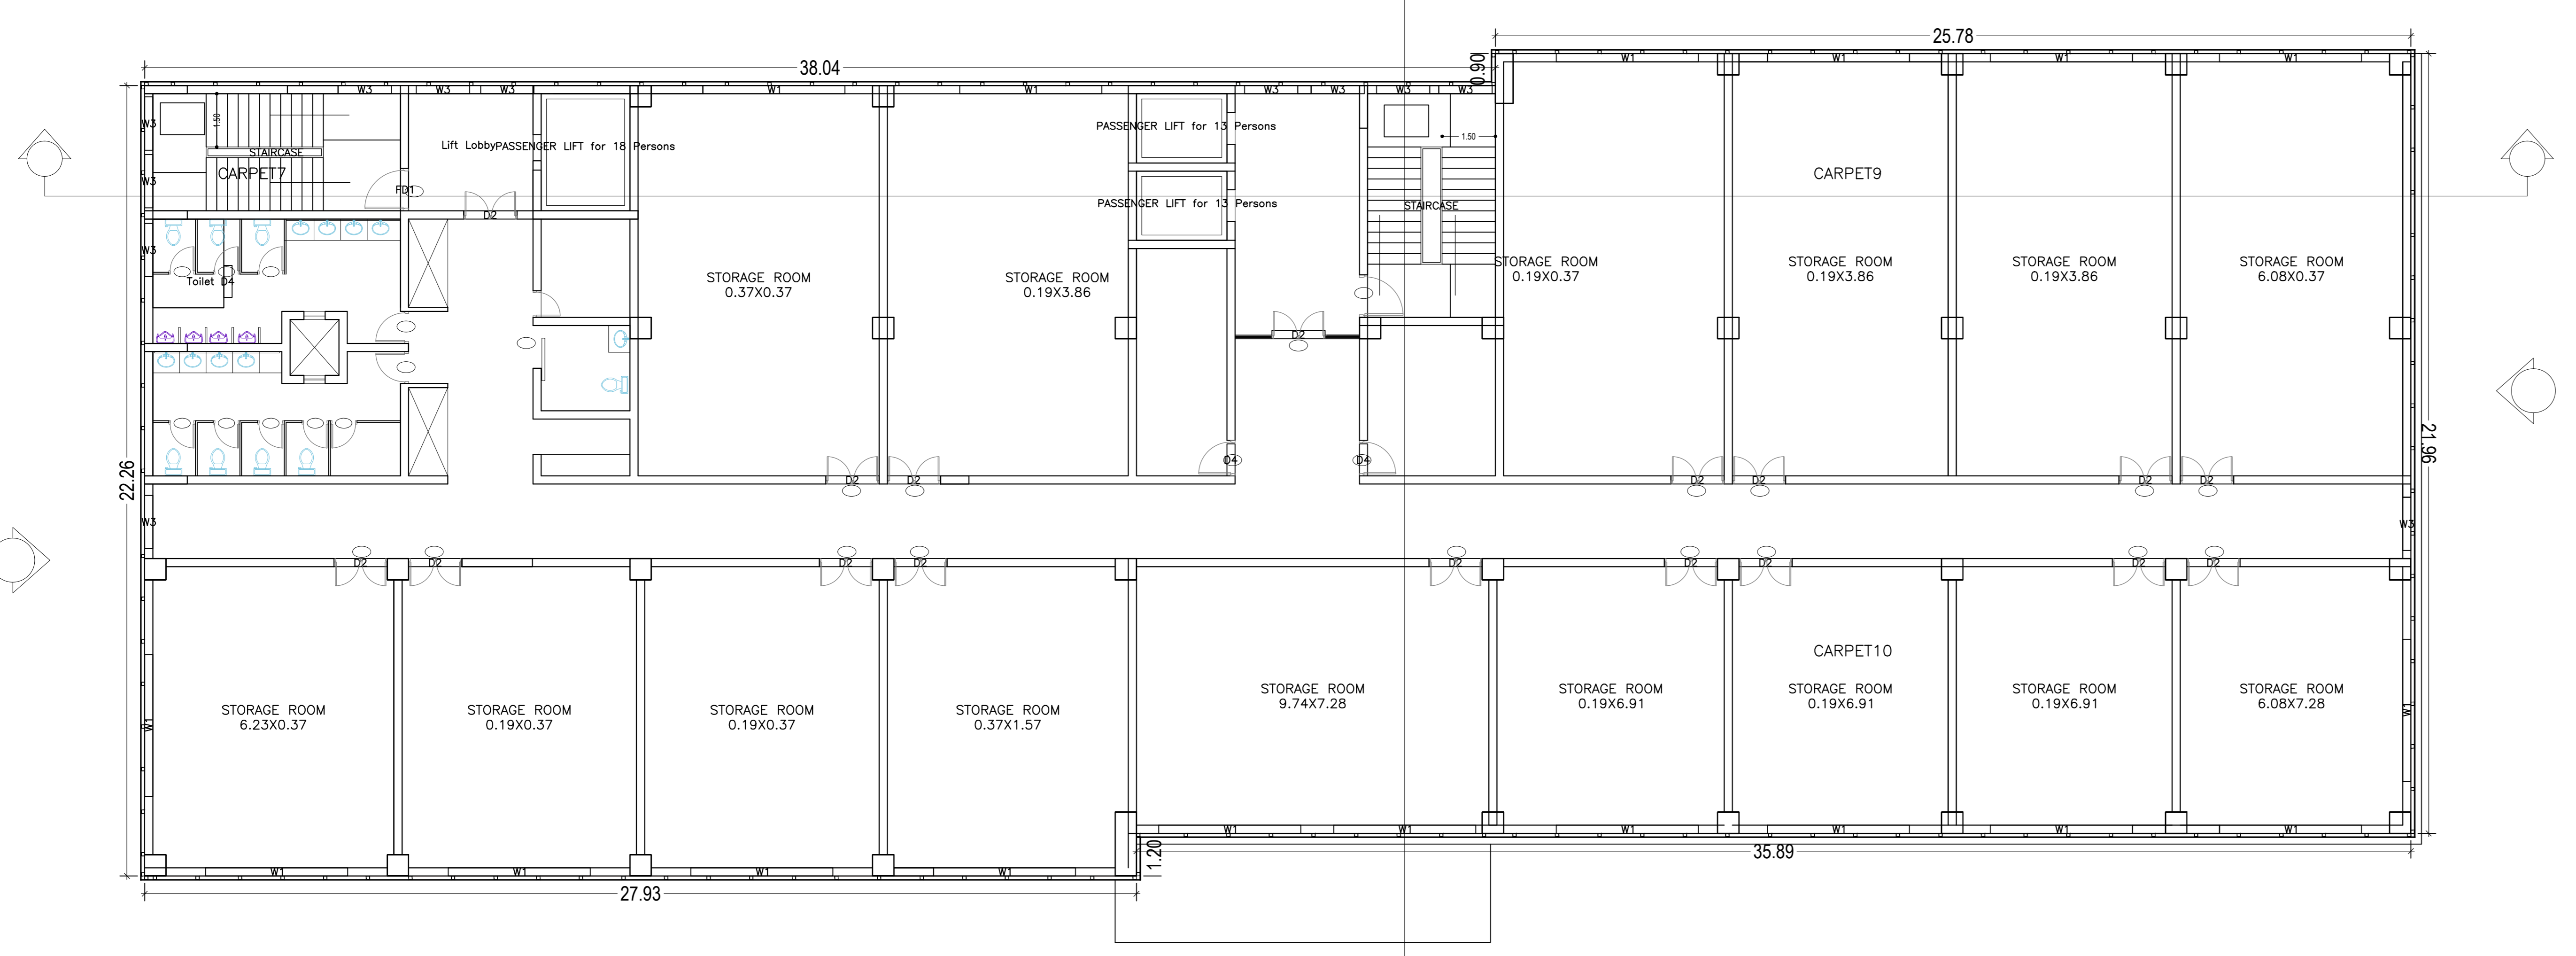 25.78
38.04
0.90
W1
W1
W1
W1
W3
W3
W3
W1
W1
W3
W3
W3
W3
W3
1.50
PASSENGER LIFT for 13 Persons
1.50
Lift Lobby
PASSENGER LIFT for 18 Persons
STAIRCASE
CARPET7
CARPET9
W3
FD1
PASSENGER LIFT for 13 Persons
STAIRCASE
D2
W3
STORAGE ROOM
0.19X0.37
STORAGE ROOM
0.19X3.86
STORAGE ROOM
0.19X3.86
STORAGE ROOM
6.08X0.37
STORAGE ROOM
0.37X0.37
STORAGE ROOM
0.19X3.86
Toilet D4
D2
21.96
D4
D4
22.26
D2
D2
D2
D2
D2
D2
W3
W3
D2
D2
D2
D2
D2
D2
D2
D2
D2
CARPET10
STORAGE ROOM
9.74X7.28
STORAGE ROOM
0.19X6.91
STORAGE ROOM
0.19X6.91
STORAGE ROOM
0.19X6.91
STORAGE ROOM
6.08X7.28
W1
STORAGE ROOM
6.23X0.37
STORAGE ROOM
0.19X0.37
STORAGE ROOM
0.19X0.37
STORAGE ROOM
0.37X1.57
W1
W1
W1
W1
W1
W1
W1
1.20
35.89
W1
W1
W1
W1
27.93